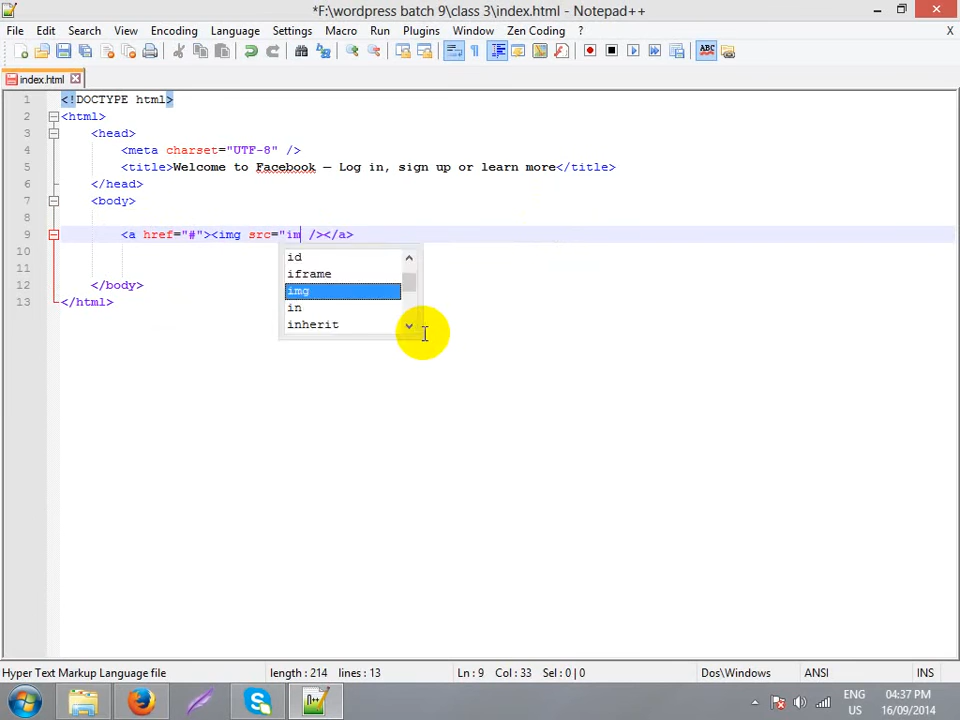 *F:\wordpress batch 9\class 3\index.html - Notepad++
File Edit Search View Encoding Language Settings Macro Run Plugins Window Zen Coding ? X
index.html
1 <!DOCTYPE html>
2 <html>
3 <head>
4 <meta charset="UTF-8" />
5 <title>Welcome to Facebook – Log in, sign up or learn more</title>
6 </head>
7 <body>
8
9 <a href="#"><img src="im /></a>
10
11
12 </body>
13 </html>
id
iframe
img
in
inherit
Hyper Text Markup Language file length : 214 lines : 13 Ln : 9 Col : 33 Sel : 0 | 0 Dos\Windows ANSI INS
ENG 04:37 PM
US 16/09/2014